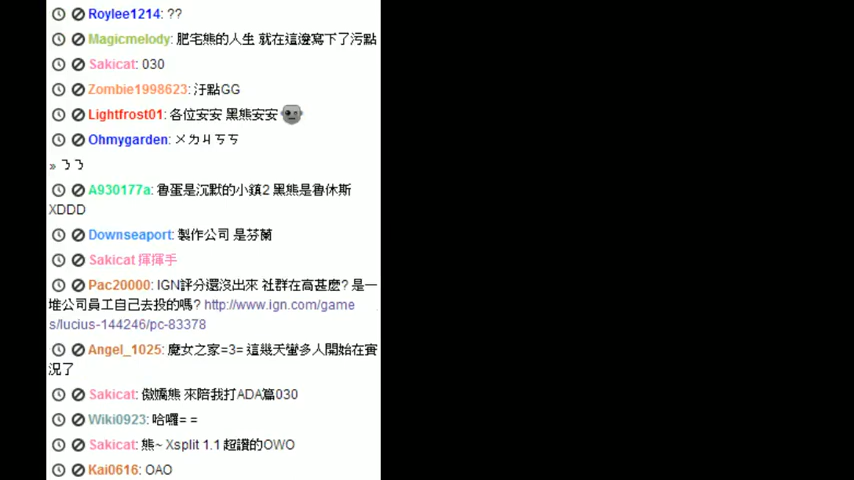 Roylee1214: ??
Magicmelody: 肥宅熊的人生 就在這邊寫下了污點
Sakicat: 030
Zombie1998623: 汙點GG
Lightfrost01: 各位安安 黑熊安安
Ohmygarden: ㄨㄌㄐㄎㄎ
» ㄋㄋ
A930177a: 魯蛋是沉默的小鎮2 黑熊是魯休斯
XDDD
Downseaport: 製作公司 是芬蘭
Sakicat 揮揮手
Pac20000: IGN評分還沒出來 社群在高甚麼? 是一
堆公司員工自己去投的嗎? http://www.ign.com/game
s/lucius-144246/pc-83378
Angel_1025: 魔女之家=3= 這幾天蠻多人開始在實
況了
Sakicat: 傲嬌熊 來陪我打ADA篇030
Wiki0923: 哈囉= =
Sakicat: 熊~ Xsplit 1.1 超讚的OWO
Kai0616: OAO